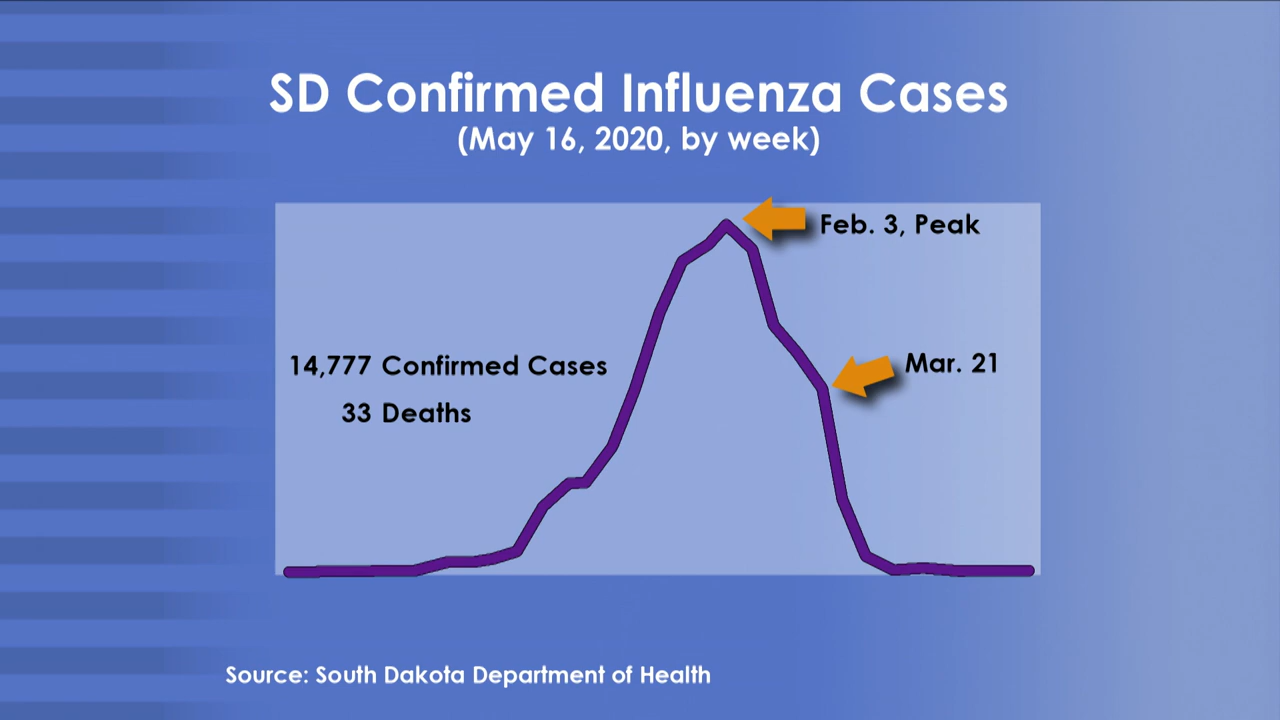 SD Confirmed Influenza Cases
(May 16, 2020, by week)
Feb. 3, Peak
14,777 Confirmed Cases
33 Deaths
Mar. 21
Source: South Dakota Department of Health